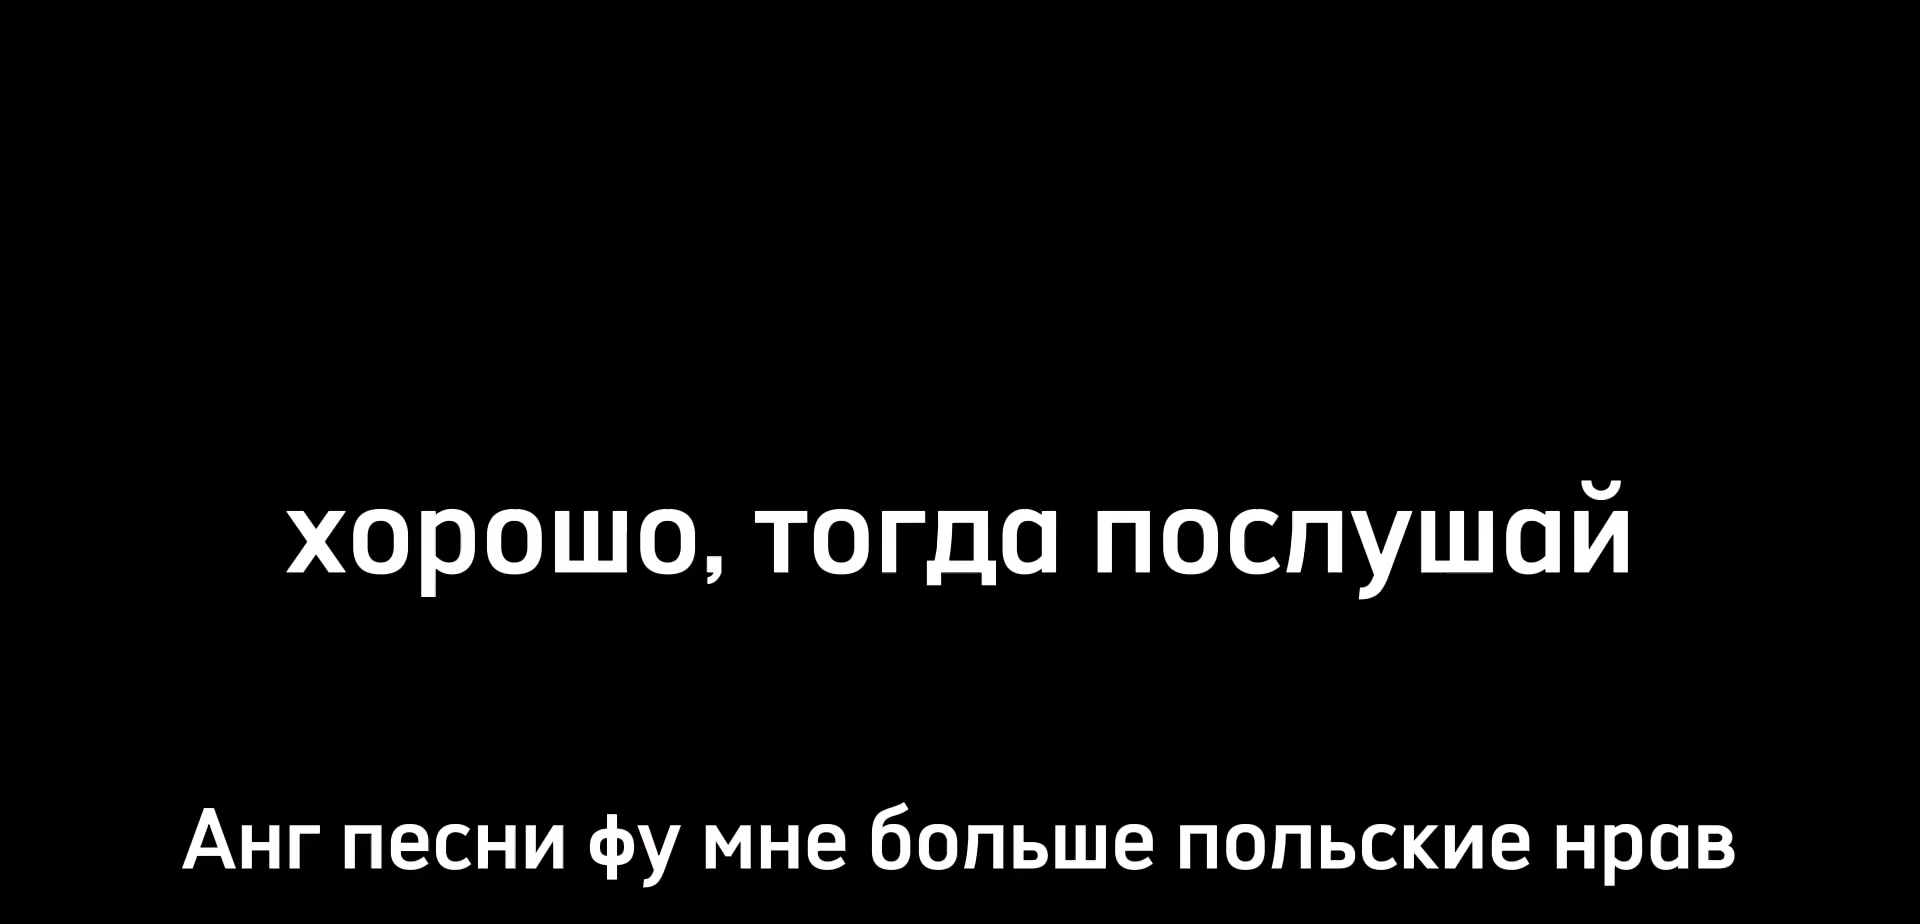 хорошо, тогда послушай
Анг песни фу мне больше польские нрав